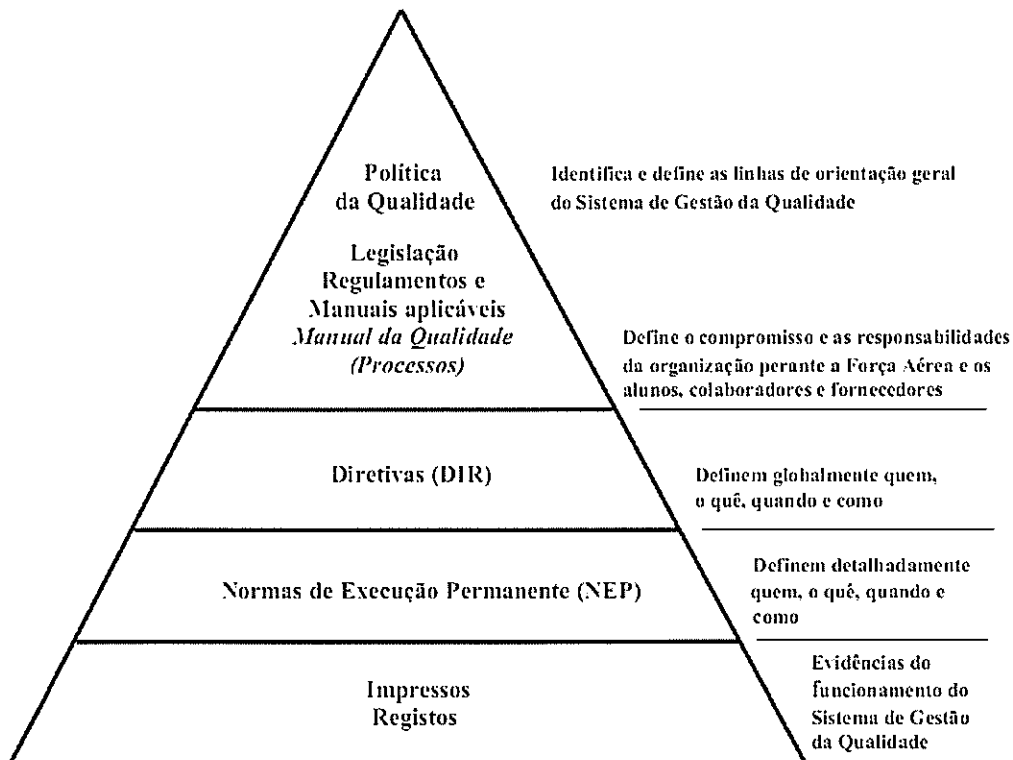 Política
da Qualidade
Identifica e define as linhas de orientação geral
do Sistema de Gestão da Qualidade
Legislação
Regulamentos e
Manuais aplicáveis
Manual da Qualidade
(Processos)
Define o compromisso e as responsabilidades
da organização perante a Força Aérea e os
alunos, colaboradores e fornecedores
Diretivas (DIR)
Definem globalmente quem,
o quê, quando e como
Normas de Execução Permanente (NEP)
Definem detalhadamente
quem, o quê, quando e
como
Impressos
Registos
Evidências do
funcionamento do
Sistema de Gestão
da Qualidade